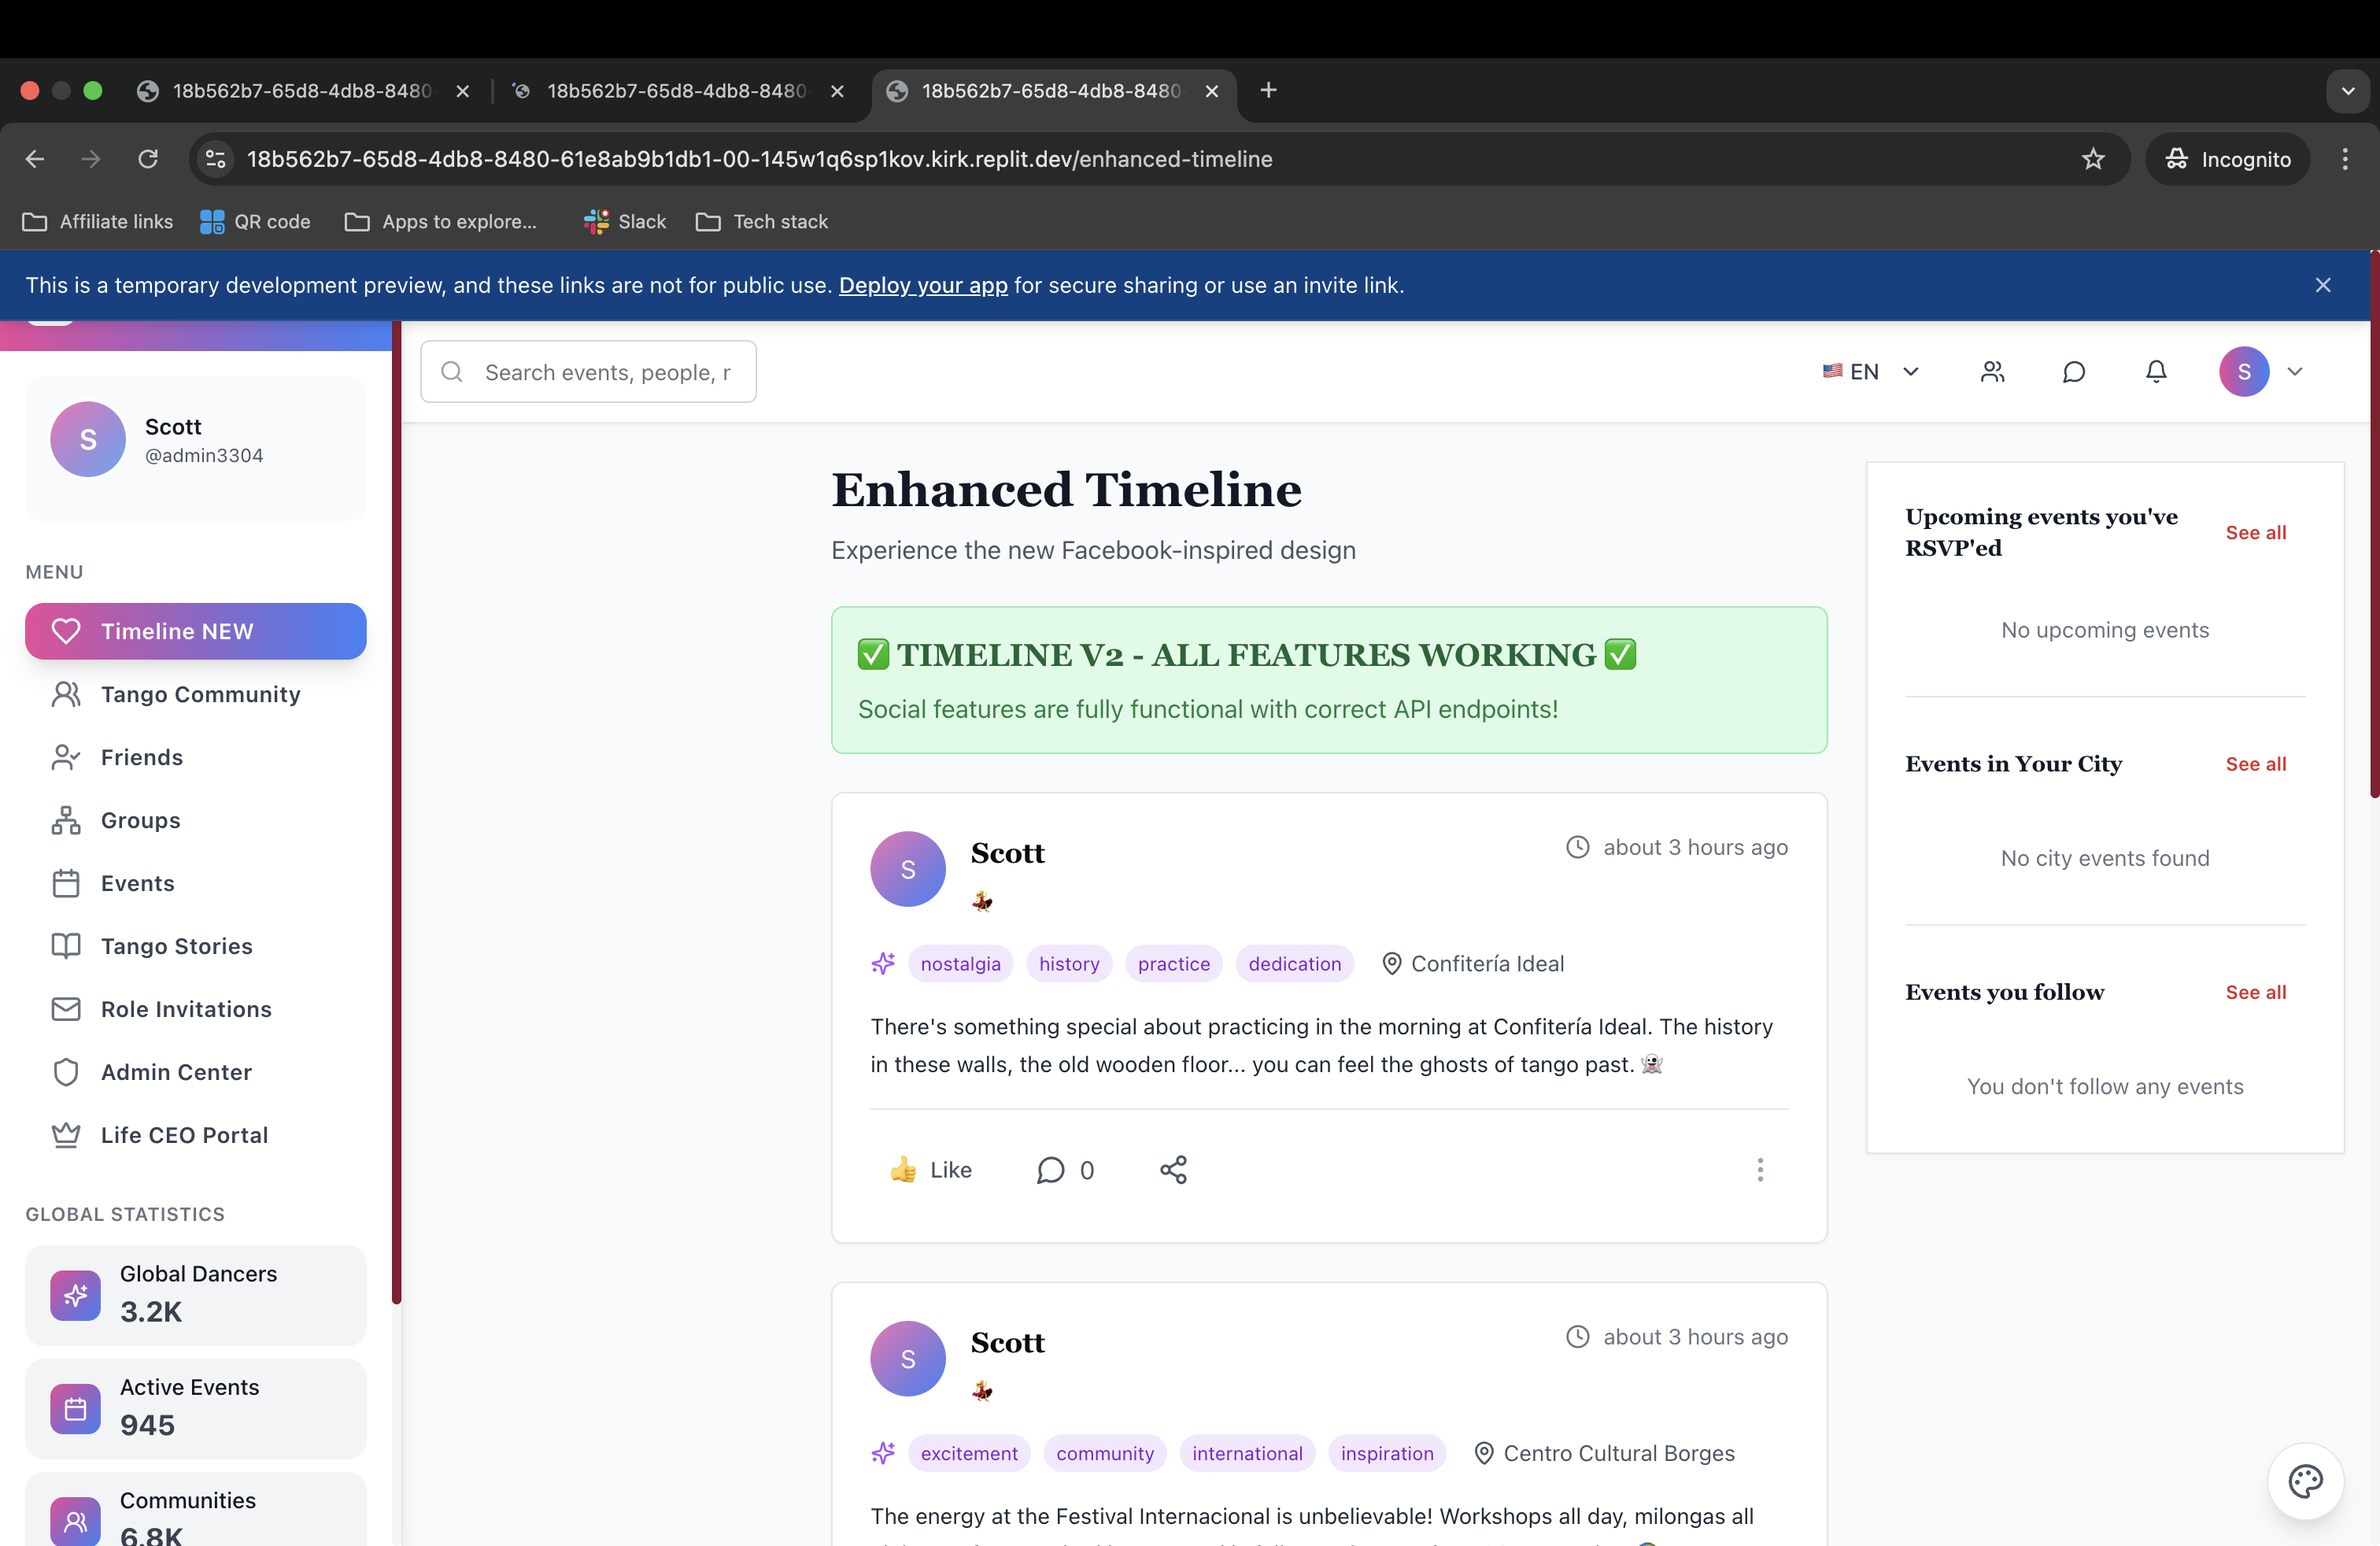 18b562b7-65d8-4db8-8480
18b562b7-65d8-4db8-8480
18b562b7-65d8-4db8-8480
18b562b7-65d8-4db8-8480-61e8ab9b1db1-00-145w1q6sp1kov.kirk.replit.dev/enhanced-timeline
Incognito
Affiliate links
QR code
Apps to explore...
Slack
Tech stack
This is a temporary development preview, and these links are not for public use. Deploy your app for secure sharing or use an invite link.
S
Scott
@admin3304
MENU
Timeline NEW
Tango Community
Friends
Groups
Events
Tango Stories
Role Invitations
Admin Center
Life CEO Portal
GLOBAL STATISTICS
Global Dancers
3.2K
Active Events
945
Communities
6.8K
Search events, people, r
🇺🇸 EN
S
Enhanced Timeline
Experience the new Facebook-inspired design
✅ TIMELINE V2 - ALL FEATURES WORKING ✅
Social features are fully functional with correct API endpoints!
S
Scott
💃
about 3 hours ago
nostalgia history practice dedication Confitería Ideal
There's something special about practicing in the morning at Confitería Ideal. The history
in these walls, the old wooden floor... you can feel the ghosts of tango past. 👻
👍 Like
0
S
Scott
💃
about 3 hours ago
excitement community international inspiration Centro Cultural Borges
The energy at the Festival Internacional is unbelievable! Workshops all day, milongas all
Upcoming events you've
RSVP'ed
See all
No upcoming events
Events in Your City
See all
No city events found
Events you follow
See all
You don't follow any events